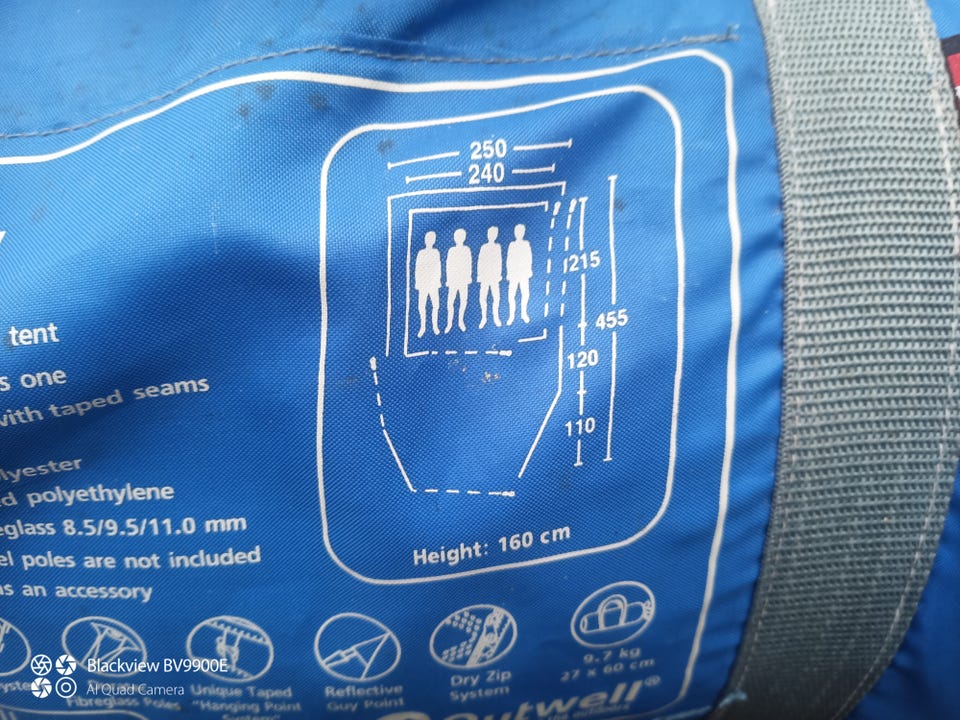 250
240
215
455
120
110
tent
s one
with taped seams
lyester
d polyethylene
eglass 8.5/9.5/11.0 mm
el poles are not included
as an accessory
Height: 160 cm
Fibreglass Poles
Unique Taped
"Hanging Point
System"
Reflective
Guy Point
Dry Zip
System
9.7 kg
27 x 60 cm
Outwell®
Blackview BV9900E
AI Quad Camera